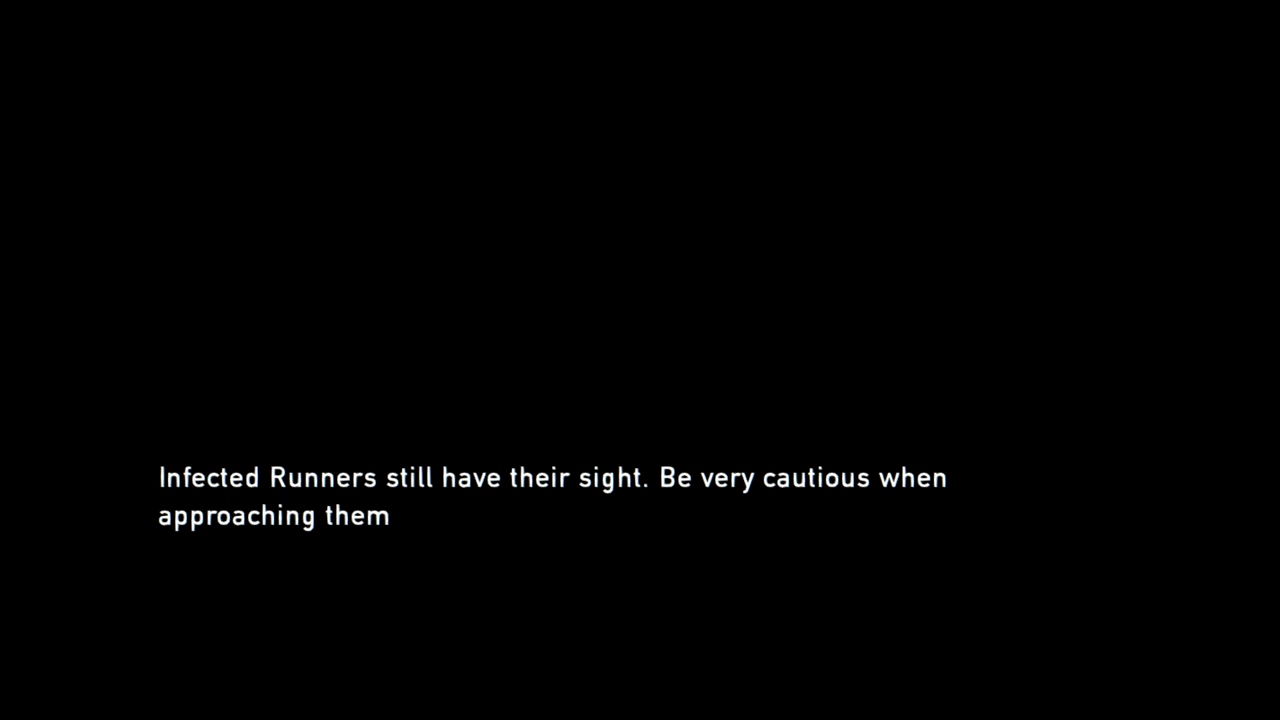 Infected Runners still have their sight. Be very cautious when
approaching them